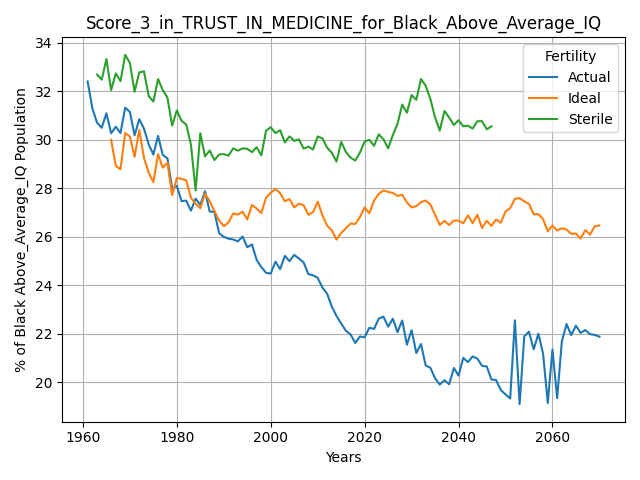 Score_3_in_TRUST_IN_MEDICINE_for_Black_Above_Average_IQ
% of Black Above_Average_IQ Population
34
32
30
28
26
24
22
20
Fertility
Actual
Ideal
Sterile
1960 1980 2000 2020 2040 2060
Years